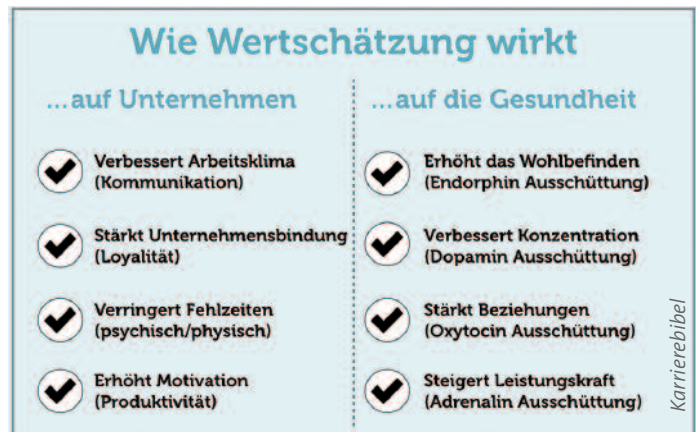 Wie Wertschätzung wirkt
...auf Unternehmen
Verbessert Arbeitsklima
(Kommunikation)
Stärkt Unternehmensbindung
(Loyalität)
Verringert Fehlzeiten
(psychisch/physisch)
Erhöht Motivation
(Produktivität)
...auf die Gesundheit
Erhöht das Wohlbefinden
(Endorphin Ausschüttung)
Verbessert Konzentration
(Dopamin Ausschüttung)
Stärkt Beziehungen
(Oxytocin Ausschüttung)
Steigert Leistungskraft
(Adrenalin Ausschüttung)
Karrierebibel